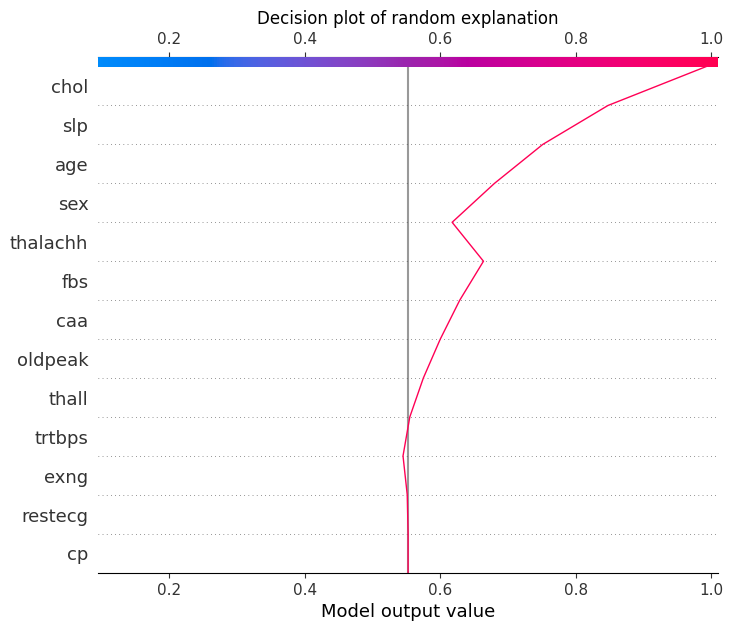 Decision plot of random explanation
0.2 0.4 0.6 0.8 1.0
chol
slp
age
sex
thalachh
fbs
caa
oldpeak
thall
trtbps
exng
restecg
cp
0.2 0.4 0.6 0.8 1.0
Model output value